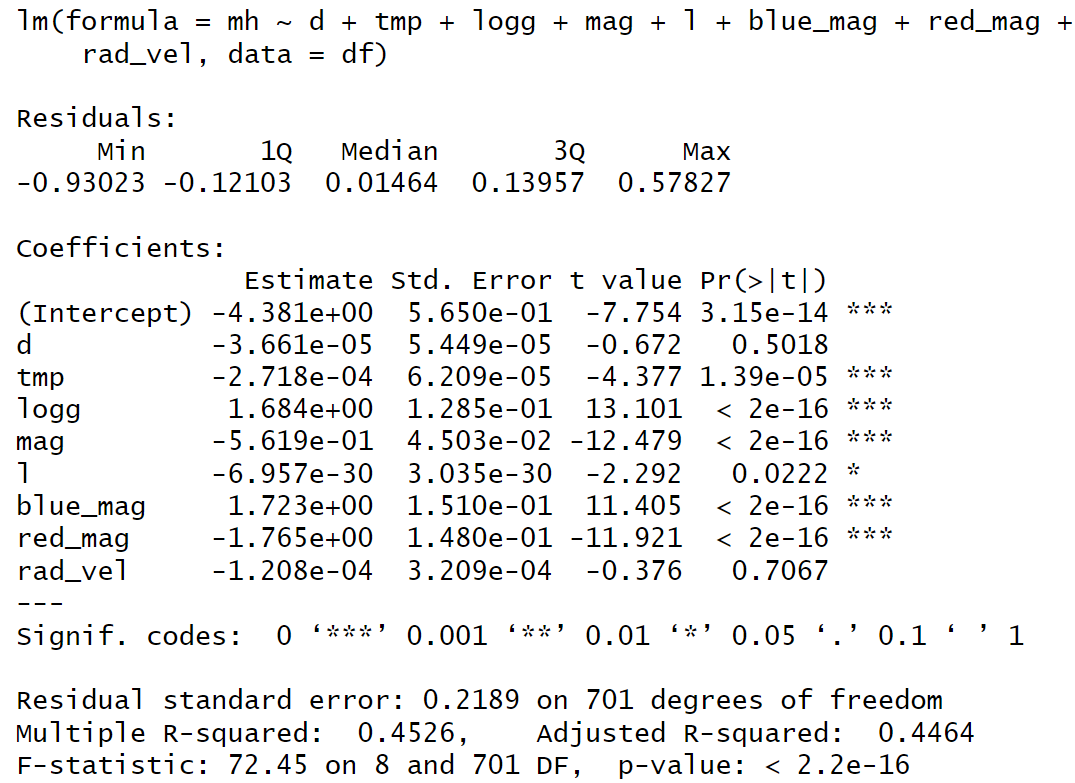 lm(formula = mh ~ d + tmp + logg + mag + l + blue_mag + red_mag +
    rad_vel, data = df)

Residuals:
     Min       1Q   Median       3Q      Max
-0.93023 -0.12103  0.01464  0.13957  0.57827

Coefficients:
              Estimate Std. Error t value Pr(>|t|)
(Intercept) -4.381e+00  5.650e-01  -7.754 3.15e-14 ***
d           -3.661e-05  5.449e-05  -0.672   0.5018
tmp         -2.718e-04  6.209e-05  -4.377 1.39e-05 ***
logg         1.684e+00  1.285e-01  13.101  < 2e-16 ***
mag         -5.619e-01  4.503e-02 -12.479  < 2e-16 ***
l           -6.957e-30  3.035e-30  -2.292   0.0222 *
blue_mag     1.723e+00  1.510e-01  11.405  < 2e-16 ***
red_mag     -1.765e+00  1.480e-01 -11.921  < 2e-16 ***
rad_vel     -1.208e-04  3.209e-04  -0.376   0.7067
---
Signif. codes:  0 ‘***’ 0.001 ‘**’ 0.01 ‘*’ 0.05 ‘.’ 0.1 ‘ ’ 1

Residual standard error: 0.2189 on 701 degrees of freedom
Multiple R-squared:  0.4526,    Adjusted R-squared:  0.4464
F-statistic: 72.45 on 8 and 701 DF,  p-value: < 2.2e-16